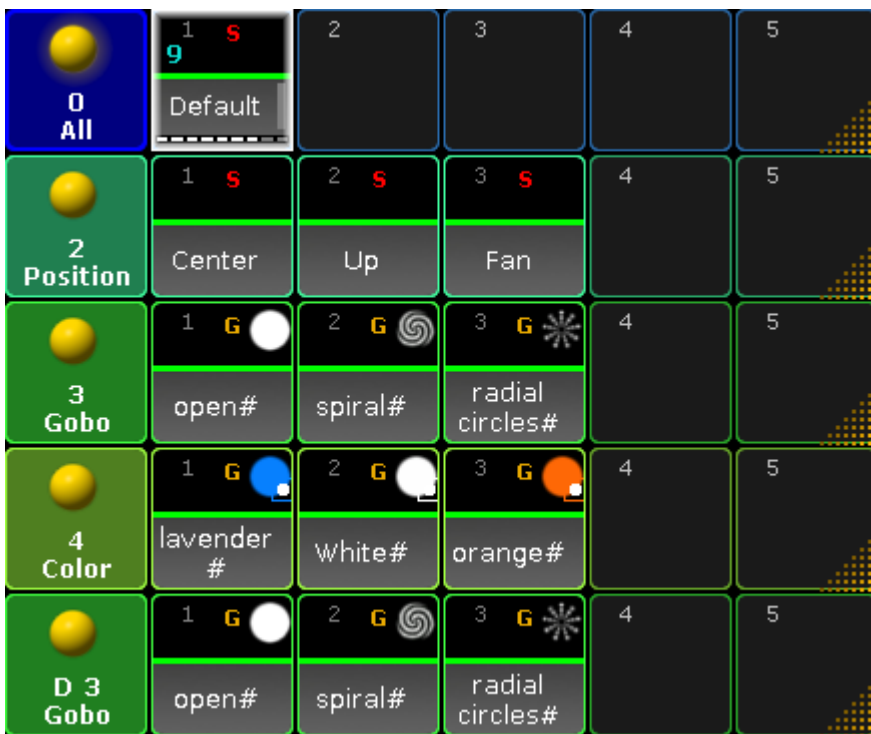 1 S 2 3 4 5
9
0
All
Default
1 S 2 S 3 S 4 5
2
Position
Center Up Fan
1 G 2 G 3 G 4 5
3
Gobo
open# spiral# radial
circles#
1 G 2 G 3 G 4 5
4
Color
lavender
# White# orange#
1 G 2 G 3 G 4 5
D 3
Gobo
open# spiral# radial
circles#